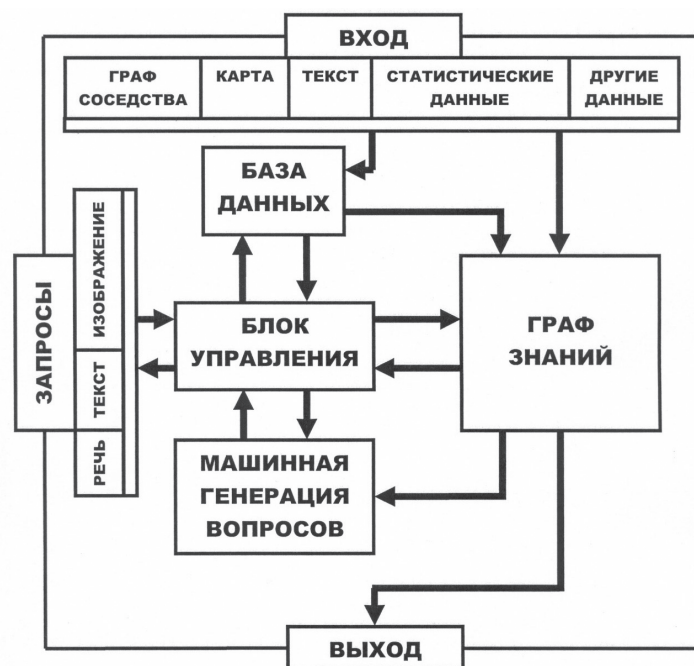 ВХОД
ГРАФ
СОСЕДСТВА
КАРТА
ТЕКСТ
СТАТИСТИЧЕСКИЕ
ДАННЫЕ
ДРУГИЕ
ДАННЫЕ
БАЗА
ДАННЫХ
ЗАПРОСЫ
ИЗОБРАЖЕНИЕ
ТЕКСТ
РЕЧЬ
БЛОК
УПРАВЛЕНИЯ
ГРАФ
ЗНАНИЙ
МАШИННАЯ
ГЕНЕРАЦИЯ
ВОПРОСОВ
ВЫХОД